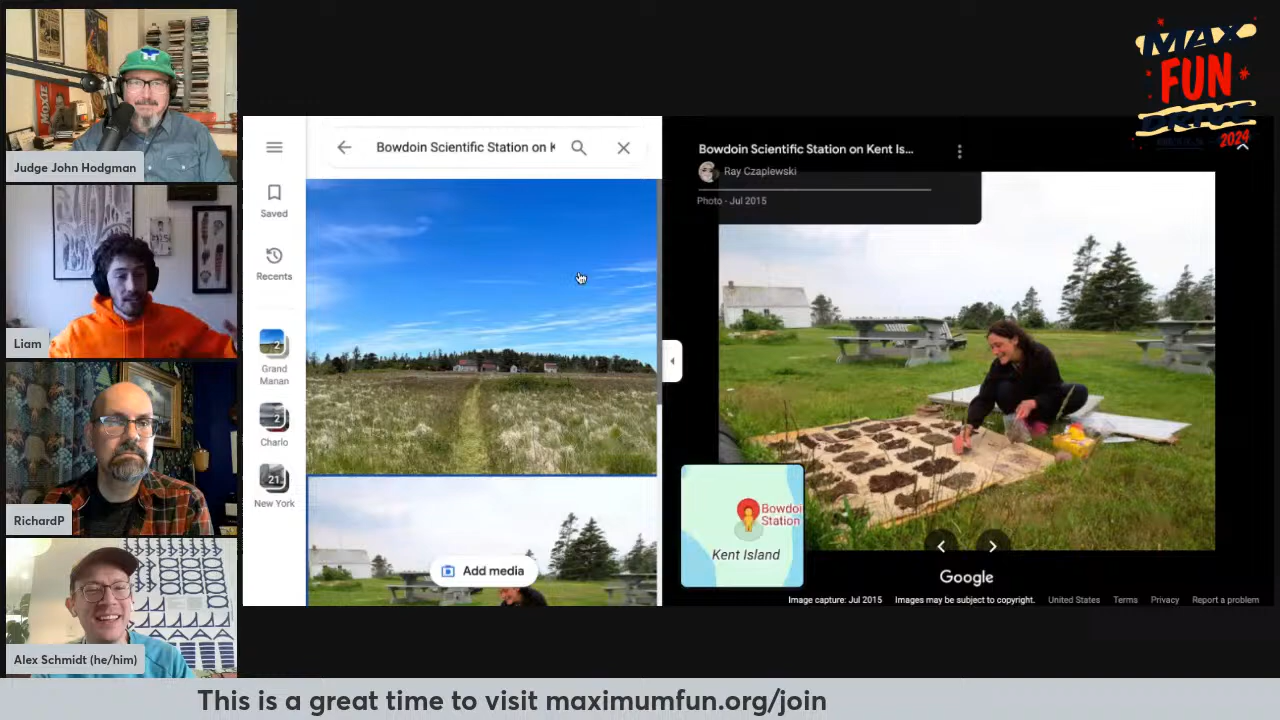 MOXIE
Judge John Hodgman
Liam
RichardP
Alex Schmidt (he/him)
Saved
Recents
2
Grand
Manan
2
Charlo
21
New York
Bowdoin Scientific Station on K
Add media
Bowdoin Scientific Station on Kent Is...
Ray Czaplewski
Photo - Jul 2015
Bowdoi
Station
Kent Island
Google
Image capture: Jul 2015 Images may be subject to copyright. United States Terms Privacy Report a problem
MAX
FUN
DRIVE
2024
This is a great time to visit maximumfun.org/join